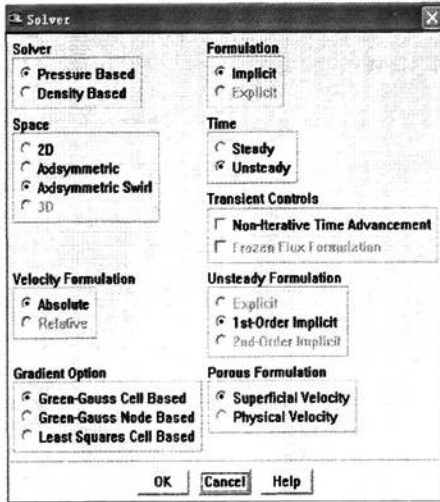 Solver
Solver
Pressure Based
Density Based
Formulation
Implicit
Explicit
Space
2D
Axisymmetric
Axisymmetric Swirl
3D
Time
Steady
Unsteady
Transient Controls
Non-Iterative Time Advancement
Frozen Flux Formulation
Velocity Formulation
Absolute
Relative
Unsteady Formulation
Explicit
1st-Order Implicit
2nd-Order Implicit
Gradient Option
Green-Gauss Cell Based
Green-Gauss Node Based
Least Squares Cell Based
Porous Formulation
Superficial Velocity
Physical Velocity
OK
Cancel
Help